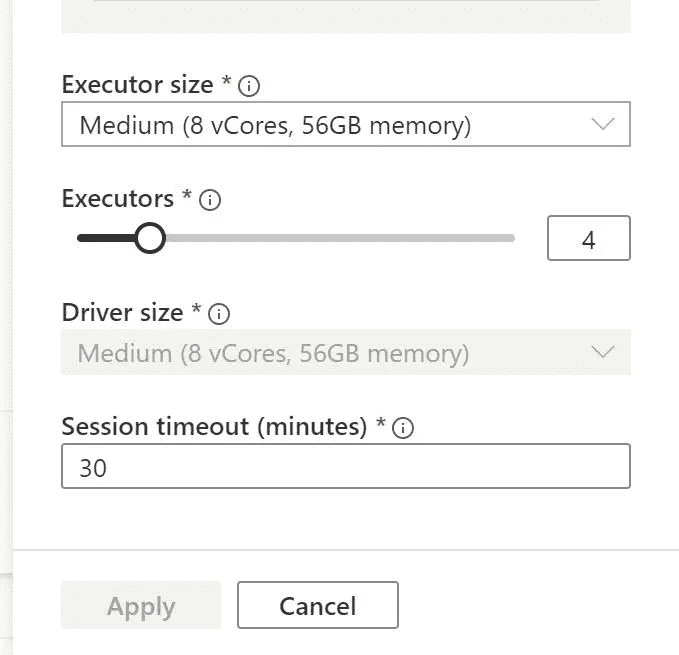 Executor size *
Medium (8 vCores, 56GB memory)
Executors *
4
Driver size *
Medium (8 vCores, 56GB memory)
Session timeout (minutes) *
30
Apply Cancel